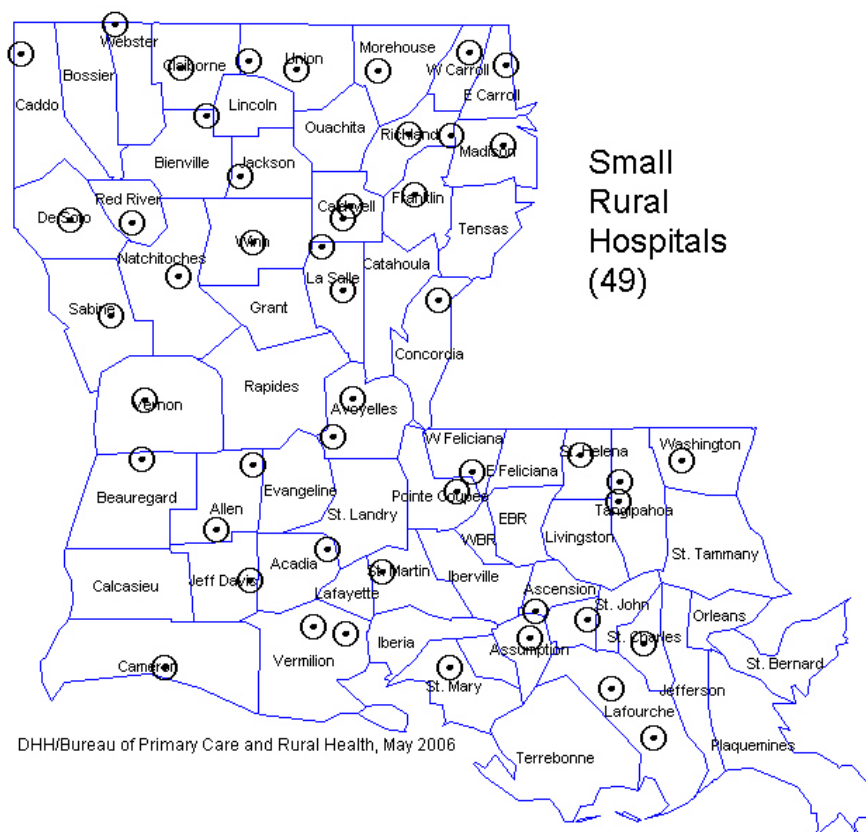 Webster
Claiborne
Union
Morehouse
W Carroll
E Carroll
Bossier
Caddo
Lincoln
Ouachita
Richland
Madison
Bienville
Jackson
Small
Rural
Hospitals
(49)
De Soto
Red River
Caldwell
Franklin
Tensas
Winn
Natchitoches
La Salle
Catahoula
Sabine
Grant
Concordia
Vernon
Rapides
Avoyelles
W Feliciana
E Feliciana
St. Helena
Washington
Beauregard
Allen
Evangeline
St. Landry
Pointe Coupee
EBR
Tangipahoa
WBR
Livingston
St. Tammany
Calcasieu
Jeff Davis
Acadia
Lafayette
St. Martin
Iberville
Ascension
St. John
Orleans
Cameron
Vermilion
Iberia
St. Mary
Assumption
St. Charles
St. Bernard
Jefferson
Lafourche
DHH/Bureau of Primary Care and Rural Health, May 2006
Terrebonne
Plaquemines